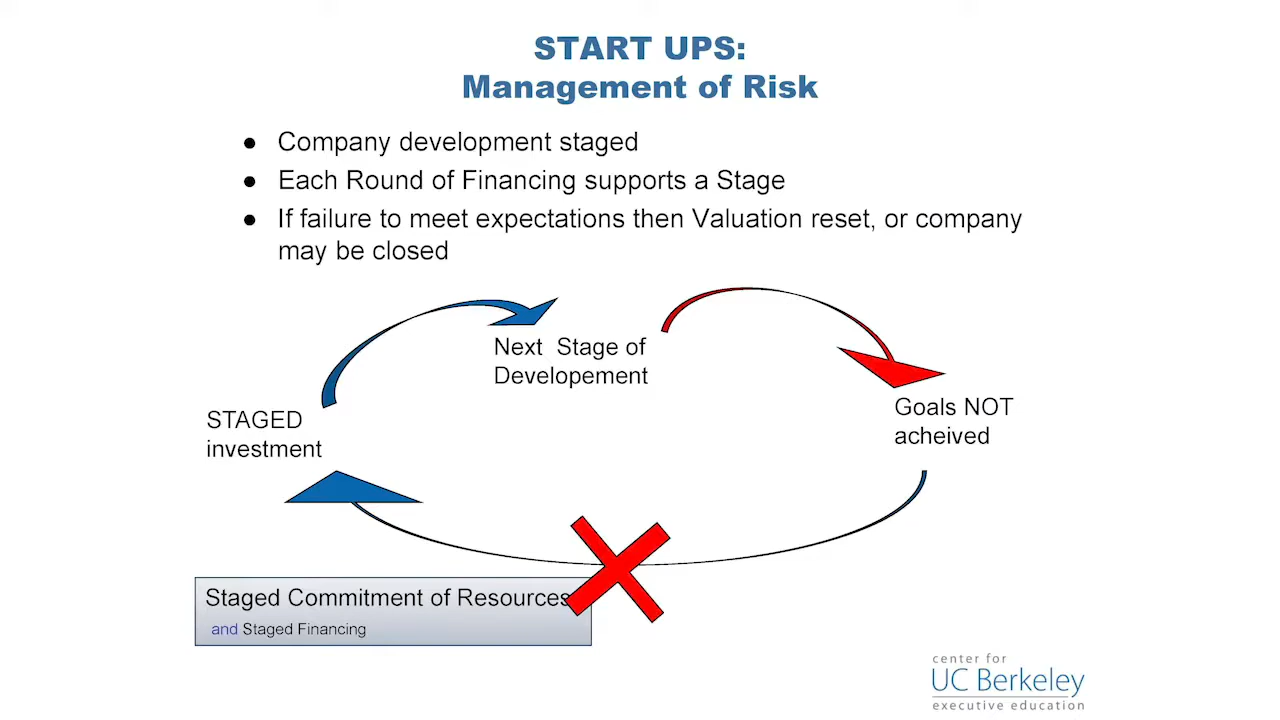 START UPS:
Management of Risk
● Company development staged
● Each Round of Financing supports a Stage
● If failure to meet expectations then Valuation reset, or company
may be closed
Next Stage of
Developement
Goals NOT
acheived
STAGED
investment
Staged Commitment of Resources
and Staged Financing
center for
UC Berkeley
executive education